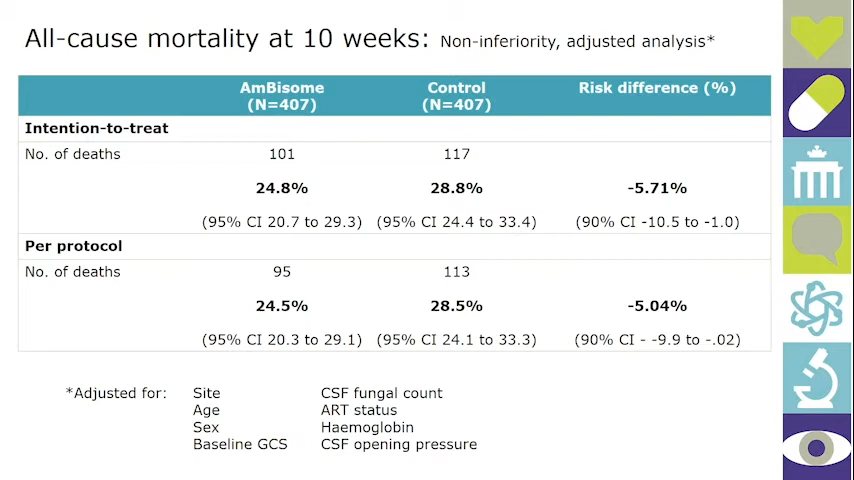 All-cause mortality at 10 weeks: Non-inferiority, adjusted analysis*
AmBisome Control Risk difference (%)
(N=407) (N=407)
Intention-to-treat
No. of deaths 101 117
24.8% 28.8% -5.71%
(95% CI 20.7 to 29.3) (95% CI 24.4 to 33.4) (90% CI -10.5 to -1.0)
Per protocol
No. of deaths 95 113
24.5% 28.5% -5.04%
(95% CI 20.3 to 29.1) (95% CI 24.1 to 33.3) (90% CI - -9.9 to -.02)
*Adjusted for: Site CSF fungal count
Age ART status
Sex Haemoglobin
Baseline GCS CSF opening pressure